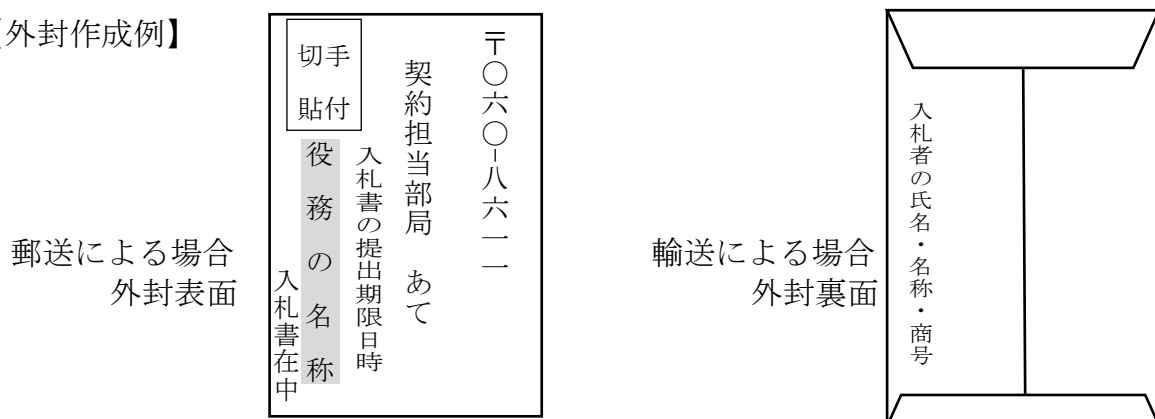 外封作成例】
切手
貼付
〒〇六〇-八六一一
契約担当部局　あて
入札書の提出期限日時
役務の名称
入札書在中
郵送による場合
外封表面
輸送による場合
外封裏面
入札者の氏名・名称・商号